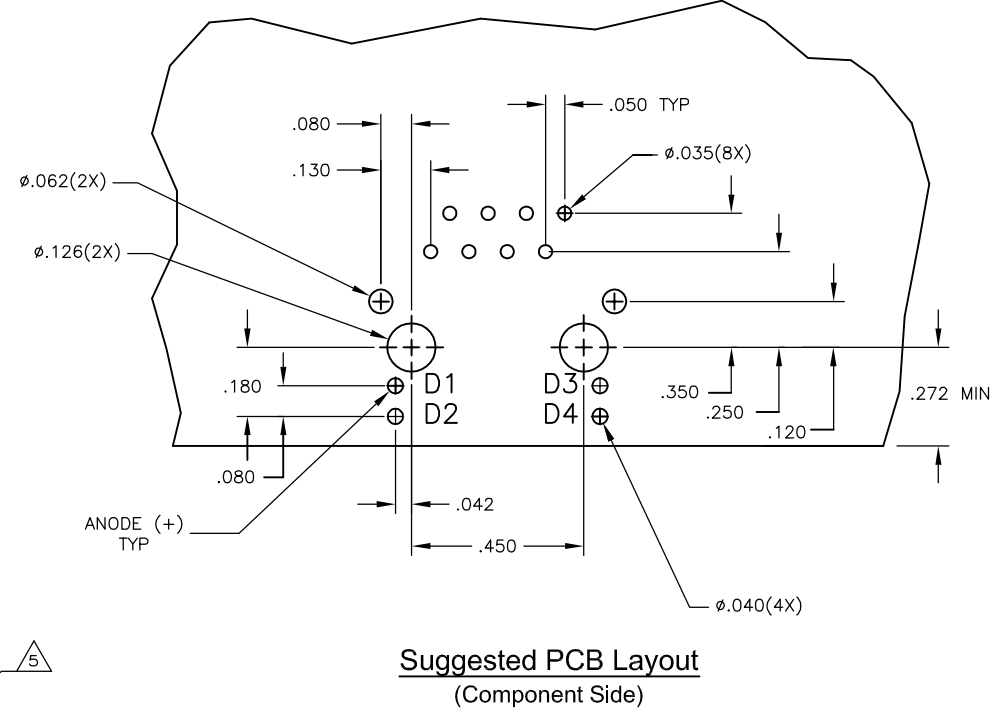 .050 TYP
.080
ø.035(8X)
.130
ø.062(2X)
ø.126(2X)
.180
D1
D3
D2
D4
.350
.250
.120
.272 MIN
.080
.042
ANODE (+)
TYP
.450
ø.040(4X)
5
Suggested PCB Layout
(Component Side)